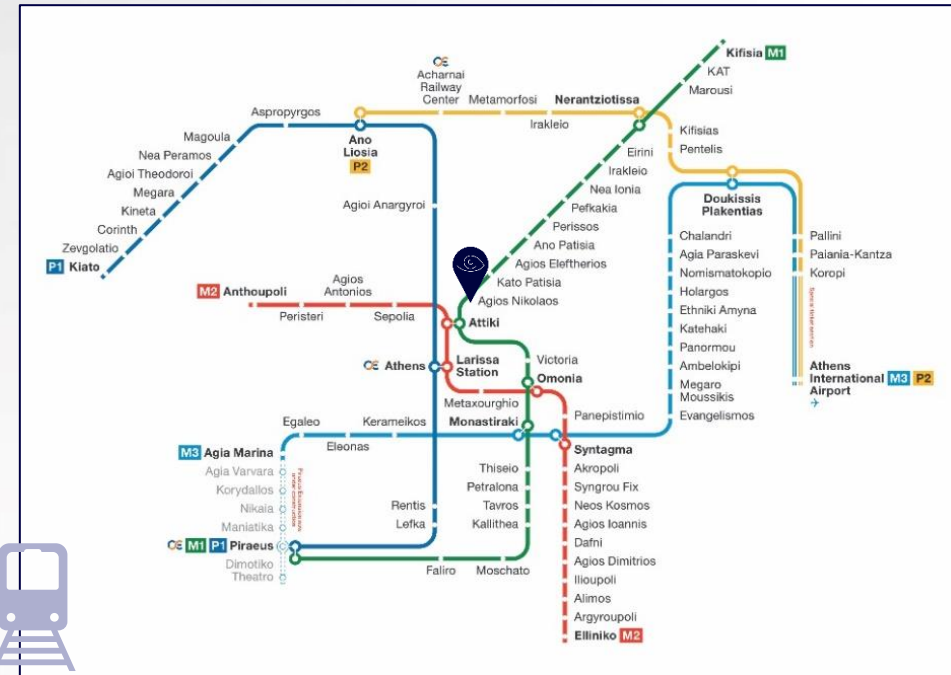 Kifisia M1
KAT
Marousi
Acharnai
Railway
Center
Metamorfosi
Nerantziotissa
Irakleio
Aspropyrgos
Magoula
Nea Peramos
Agioi Theodoroi
Megara
Kineta
Corinth
Zevgolatio
P1 Kiato
Ano
Liosia
P2
Agioi Anargyroi
Kifisias
Pentelis
Eirini
Irakleio
Nea Ionia
Pefkakia
Perissos
Ano Patisia
Agios Eleftherios
Kato Patisia
Agios Nikolaos
Doukissis
Plakentias
Chalandri
Agia Paraskevi
Nomismatokopio
Holargos
Ethniki Amyna
Katehaki
Panormou
Ambelokipi
Megaro
Moussikis
Evangelismos
Pallini
Paiania-Kantza
Koropi
Athens
International M3 P2
Airport
M2 Anthoupoli
Peristeri
Agios
Antonios
Sepolia
Attiki
Athens
Larissa
Station
Victoria
Omonia
Metaxourghio
Panepistimio
Monastiraki
Egaleo
Eleonas
Kerameikos
M3 Agia Marina
Agia Varvara
Korydallos
Nikaia
Maniatika
M1 P1 Piraeus
Dimotiko
Theatro
Rentis
Lefka
Thiseio
Petralona
Tavros
Kallithea
Faliro
Moschato
Syntagma
Akropoli
Syngrou Fix
Neos Kosmos
Agios Ioannis
Dafni
Agios Dimitrios
Ilioupoli
Alimos
Argyroupoli
Elliniko M2